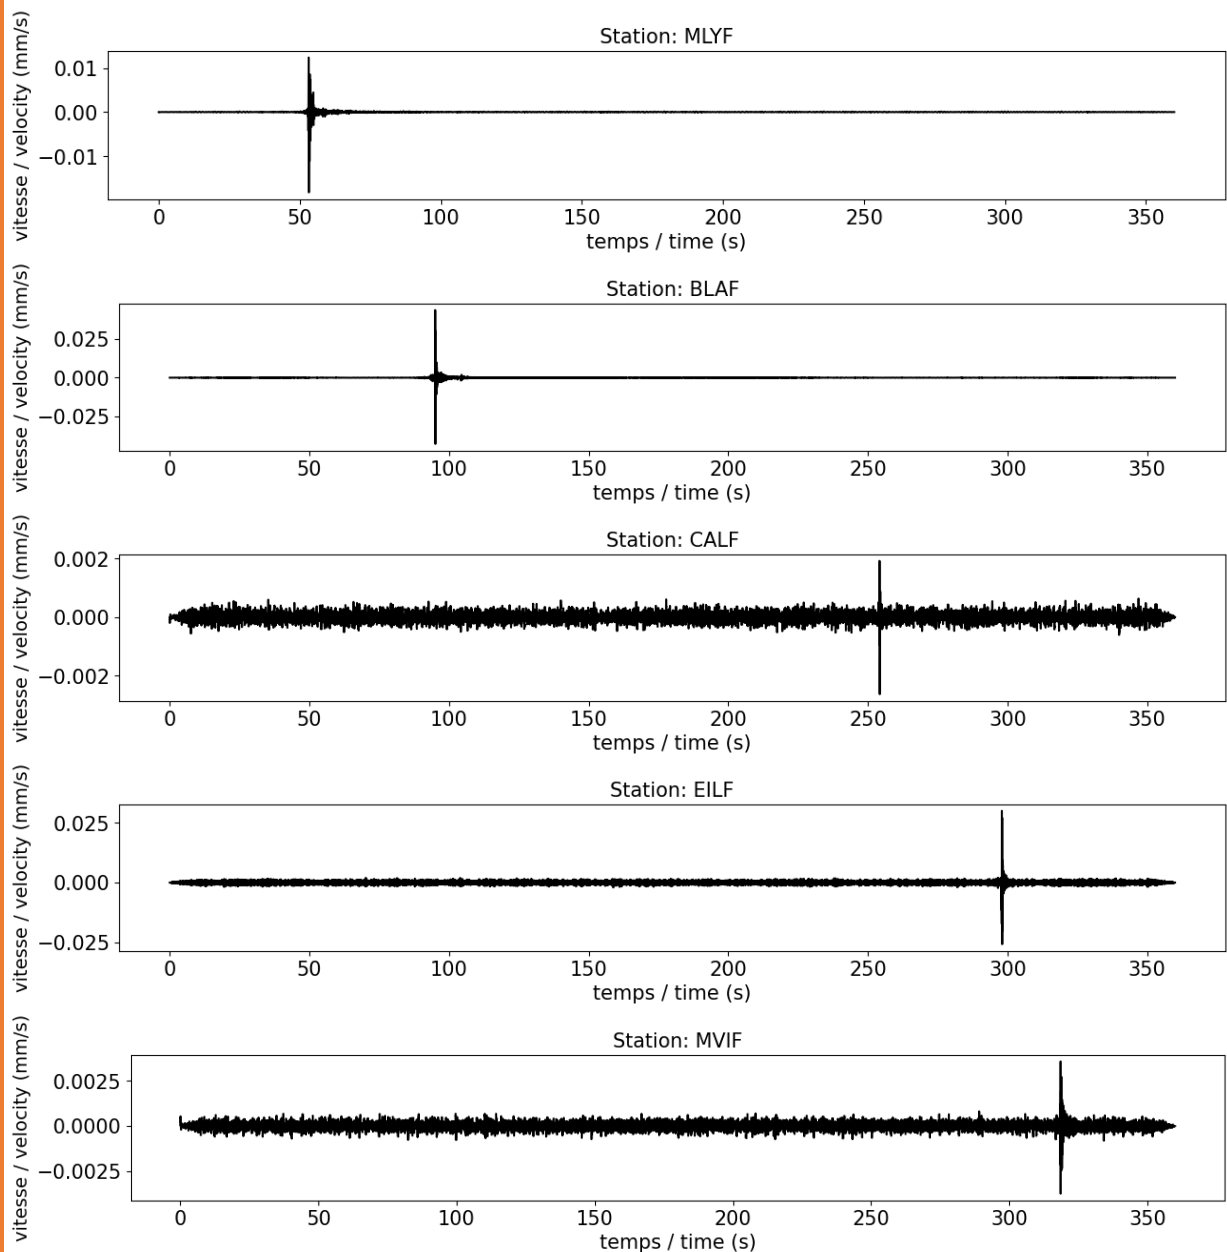 Station: MLYF
vitesse / velocity (mm/s)
0.01
0.00
−0.01
0 50 100 150 200 250 300 350
temps / time (s)
Station: BLAF
vitesse / velocity (mm/s)
0.025
0.000
−0.025
0 50 100 150 200 250 300 350
temps / time (s)
Station: CALF
vitesse / velocity (mm/s)
0.002
0.000
−0.002
0 50 100 150 200 250 300 350
temps / time (s)
Station: EILF
vitesse / velocity (mm/s)
0.025
0.000
−0.025
0 50 100 150 200 250 300 350
temps / time (s)
Station: MVIF
vitesse / velocity (mm/s)
0.0025
0.0000
−0.0025
0 50 100 150 200 250 300 350
temps / time (s)